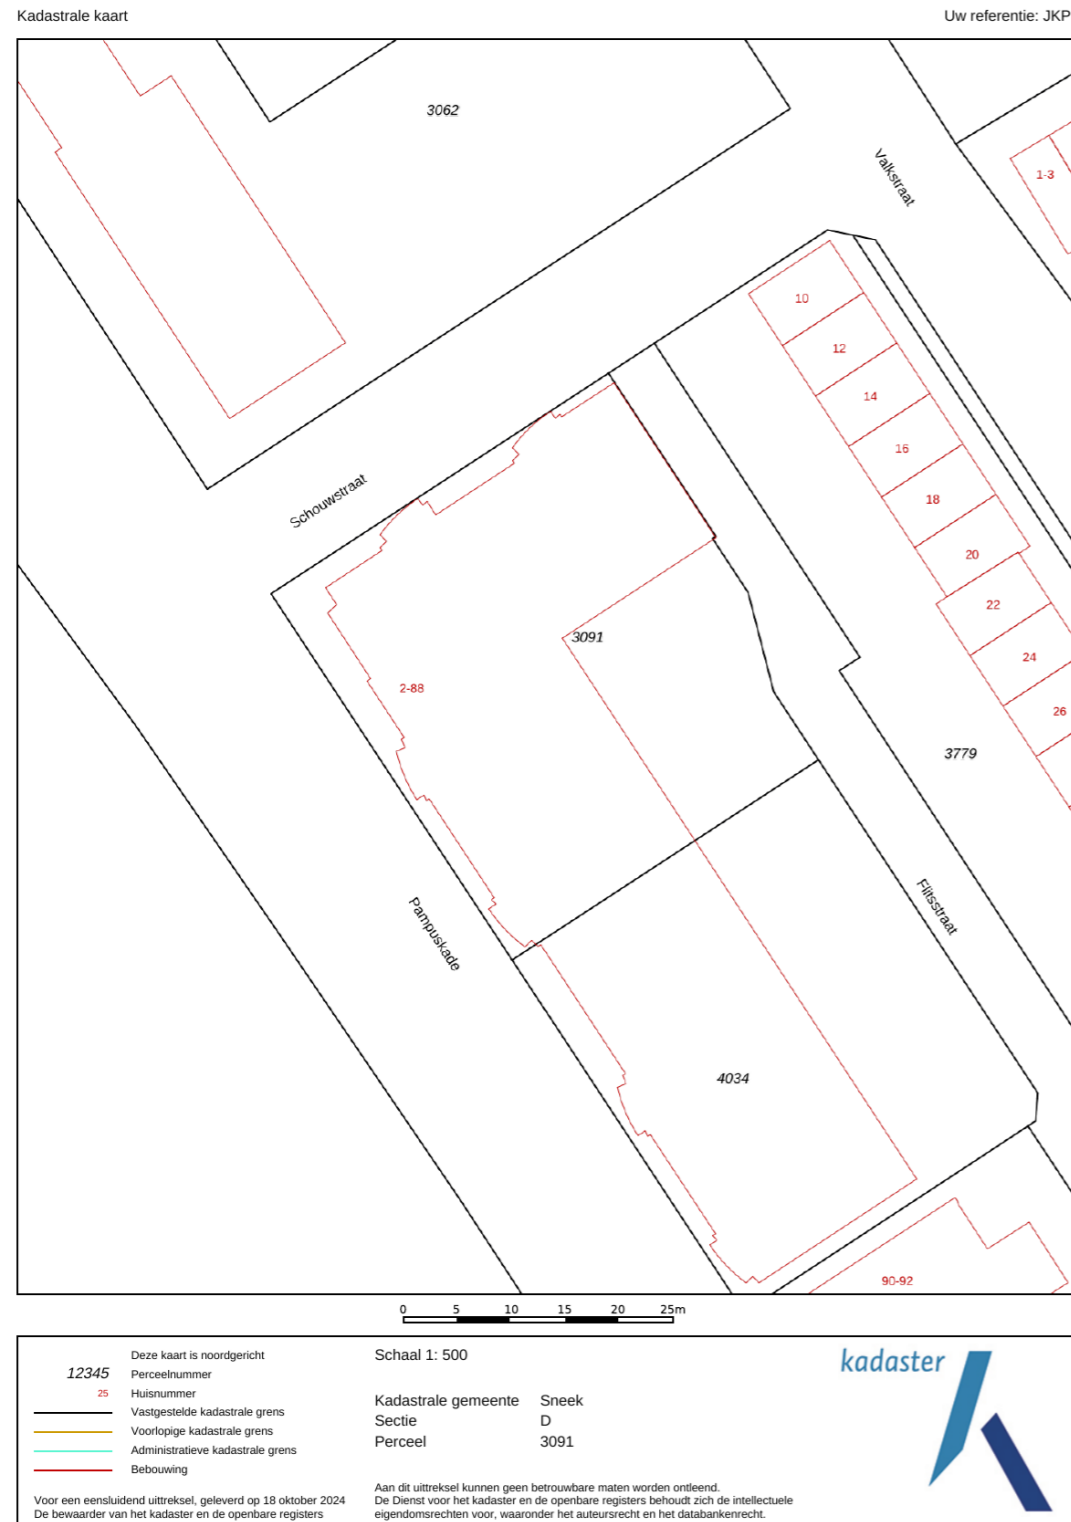 Kadastrale kaart
Uw referentie: JKP
3062
Valkstraat
1-3
10
12
14
16
18
20
22
24
26
Schouwstraat
3091
2-88
3779
Pampuskade
Flitsstraat
4034
90-92
0 5 10 15 20 25m
Deze kaart is noordgericht
12345 Perceelnummer
25 Huisnummer
Vastgestelde kadastrale grens
Voorlopige kadastrale grens
Administratieve kadastrale grens
Bebouwing
Voor een eensluidend uittreksel, geleverd op 18 oktober 2024
De bewaarder van het kadaster en de openbare registers
Schaal 1: 500
Kadastrale gemeente Sneek
Sectie D
Perceel 3091
Aan dit uittreksel kunnen geen betrouwbare maten worden ontleend.
De Dienst voor het kadaster en de openbare registers behoudt zich de intellectuele
eigendomsrechten voor, waaronder het auteursrecht en het databankenrecht.
kadaster